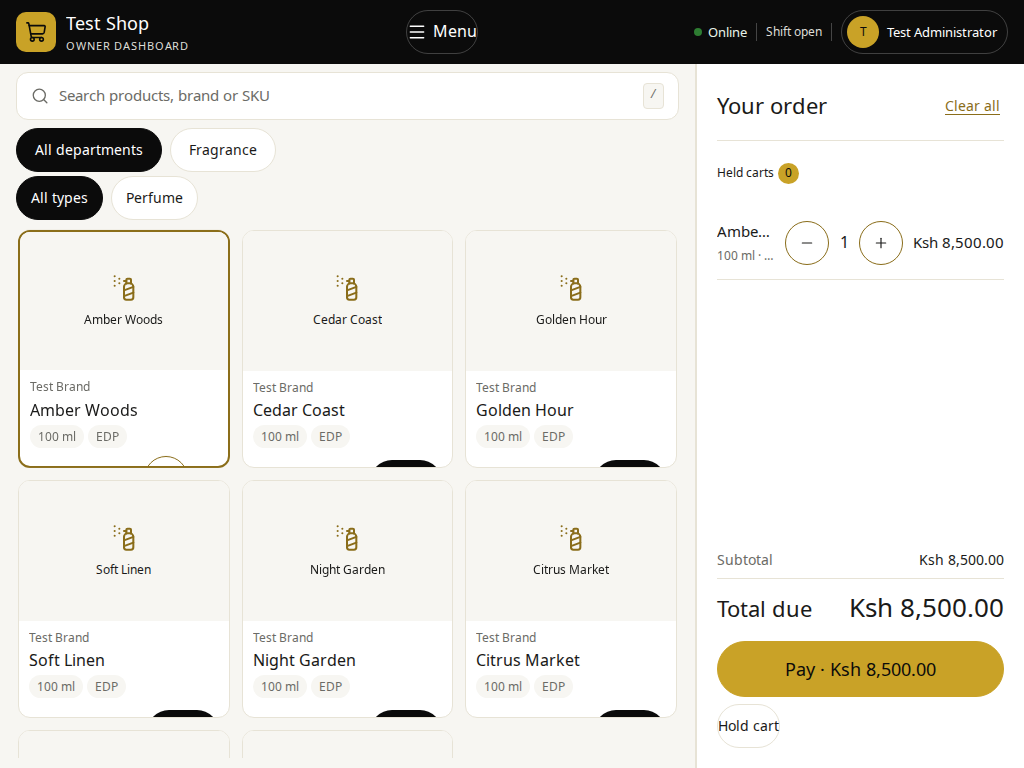 Test Shop
OWNER DASHBOARD
Menu
Online
Shift open
T
Test Administrator
Search products, brand or SKU
/
All departments
Fragrance
All types
Perfume
Amber Woods
Test Brand
Amber Woods
100 ml
EDP
Cedar Coast
Test Brand
Cedar Coast
100 ml
EDP
Golden Hour
Test Brand
Golden Hour
100 ml
EDP
Soft Linen
Test Brand
Soft Linen
100 ml
EDP
Night Garden
Test Brand
Night Garden
100 ml
EDP
Citrus Market
Test Brand
Citrus Market
100 ml
EDP
Your order
Clear all
Held carts 0
Ambe...
100 ml · ...
1
Ksh 8,500.00
Subtotal
Ksh 8,500.00
Total due
Ksh 8,500.00
Pay · Ksh 8,500.00
Hold cart